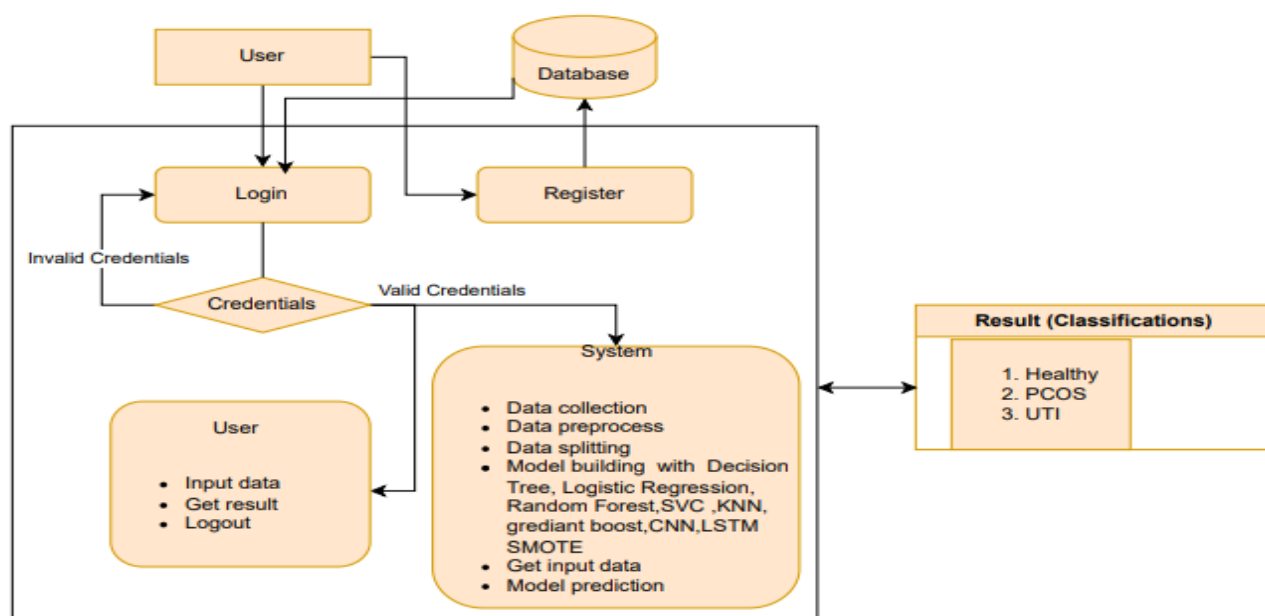 User
Database
Login
Register
Invalid Credentials
Credentials
Valid Credentials
System
• Data collection
• Data preprocess
• Data splitting
• Model building with Decision
Tree, Logistic Regression,
Random Forest,SVC ,KNN,
grediant boost,CNN,LSTM
SMOTE
• Get input data
• Model prediction
User
• Input data
• Get result
• Logout
Result (Classifications)
1. Healthy
2. PCOS
3. UTI